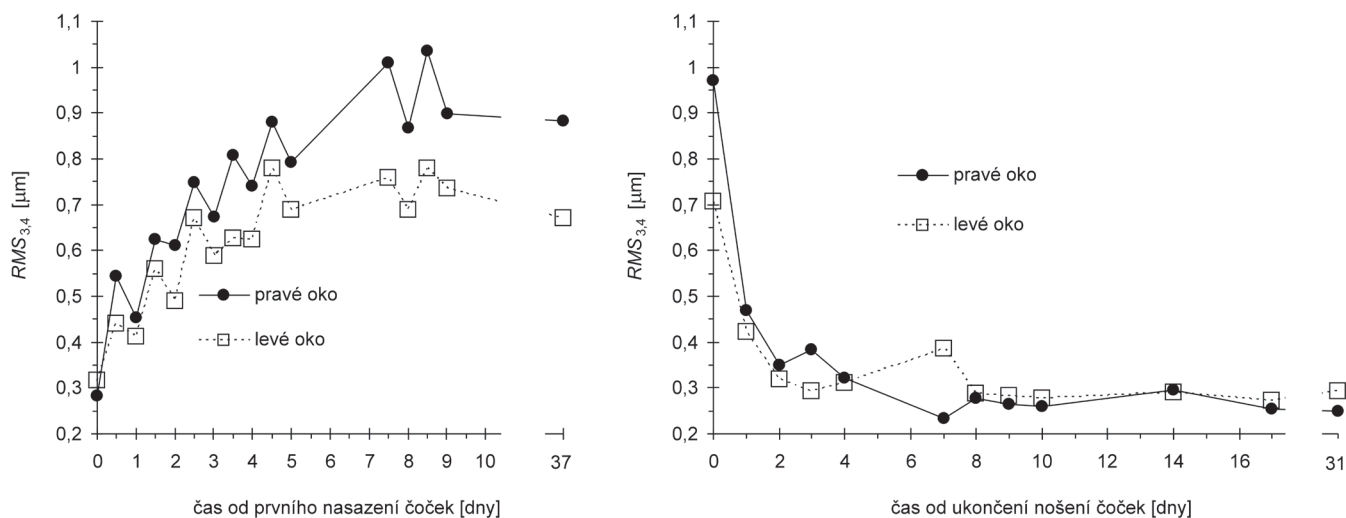 1,1
1
0,9
0,8
0,7
0,6
0,5
0,4
0,3
0,2
RMS3,4 [µm]
pravé oko
levé oko
0 1 2 3 4 5 6 7 8 9 10 37
čas od prvního nasazení čoček [dny]
1,1
1
0,9
0,8
0,7
0,6
0,5
0,4
0,3
0,2
RMS3,4 [µm]
pravé oko
levé oko
0 2 4 6 8 10 12 14 16 31
čas od ukončení nošení čoček [dny]